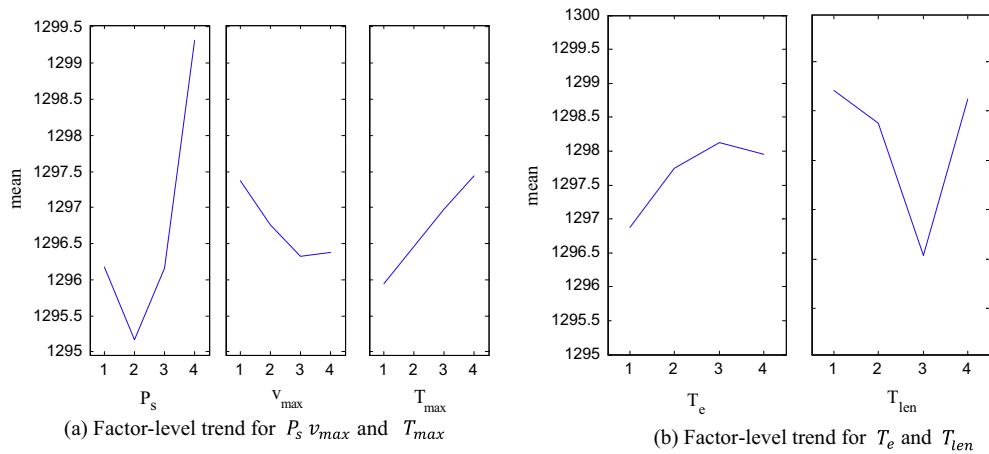 1299.5
1299
1298.5
1298
1297.5
1297
1296.5
1296
1295.5
1295
mean
1 2 3 4
1 2 3 4
1 2 3 4
Ps
vmax
Tmax
(a) Factor-level trend for Ps vmax and Tmax
1300
1299.5
1299
1298.5
1298
1297.5
1297
1296.5
1296
1295.5
1295
mean
1 2 3 4
1 2 3 4
Te
Tlen
(b) Factor-level trend for Te and Tlen